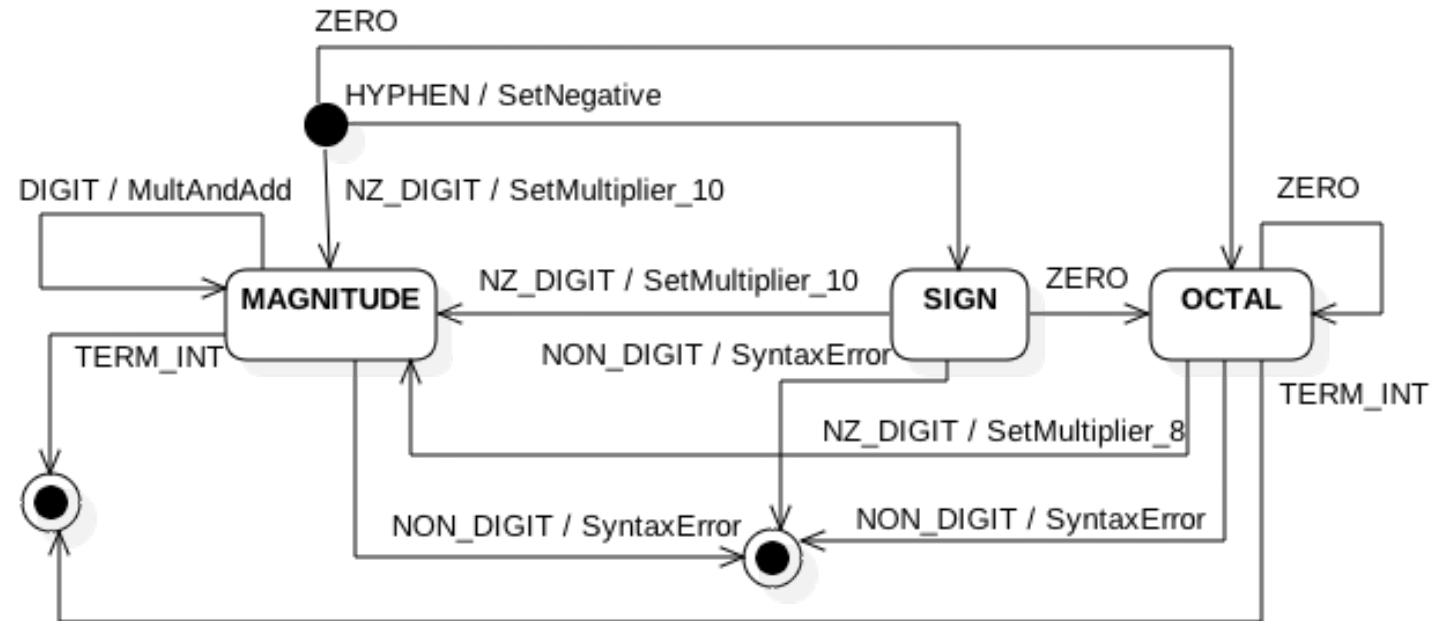 ZERO
HYPHEN / SetNegative
DIGIT / MultAndAdd
NZ_DIGIT / SetMultiplier_10
ZERO
NZ_DIGIT / SetMultiplier_10
ZERO
MAGNITUDE
SIGN
OCTAL
TERM_INT
NON_DIGIT / SyntaxError
TERM_INT
NZ_DIGIT / SetMultiplier_8
NON_DIGIT / SyntaxError
NON_DIGIT / SyntaxError